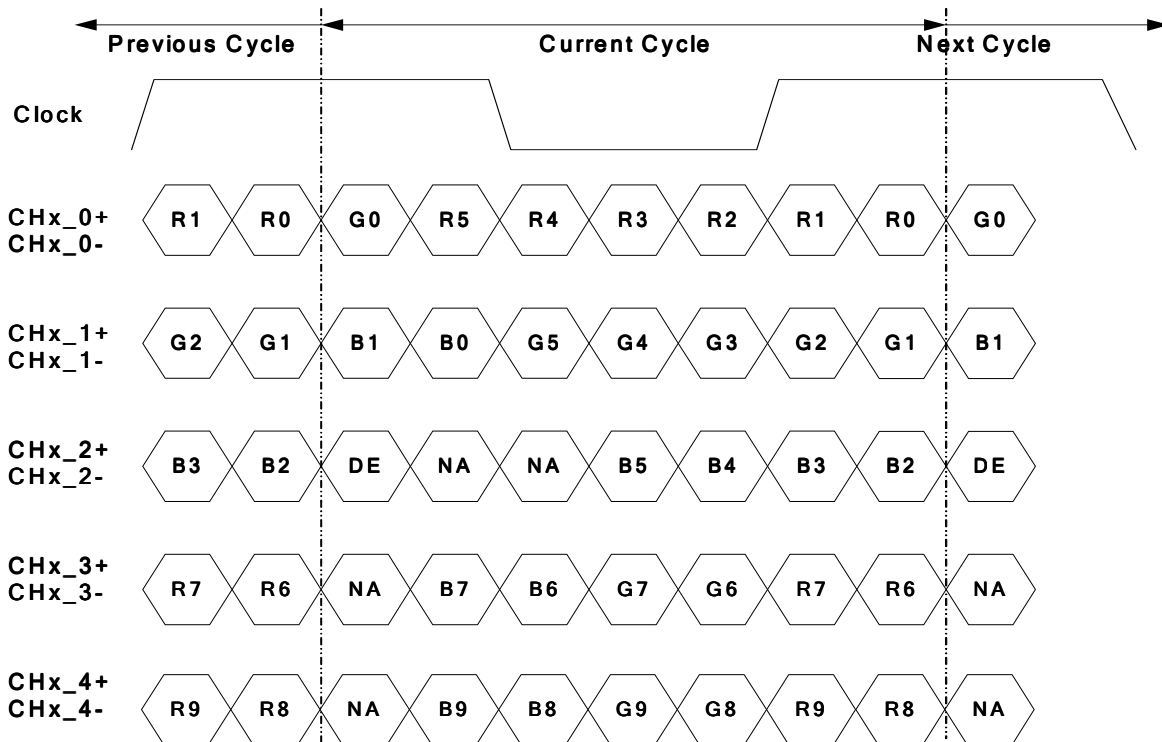 Previous Cycle Current Cycle Next Cycle
Clock
CHx_0+
CHx_0-
R1 R0 G0 R5 R4 R3 R2 R1 R0 G0
CHx_1+
CHx_1-
G2 G1 B1 B0 G5 G4 G3 G2 G1 B1
CHx_2+
CHx_2-
B3 B2 DE NA NA B5 B4 B3 B2 DE
CHx_3+
CHx_3-
R7 R6 NA B7 B6 G7 G6 R7 R6 NA
CHx_4+
CHx_4-
R9 R8 NA B9 B8 G9 G8 R9 R8 NA